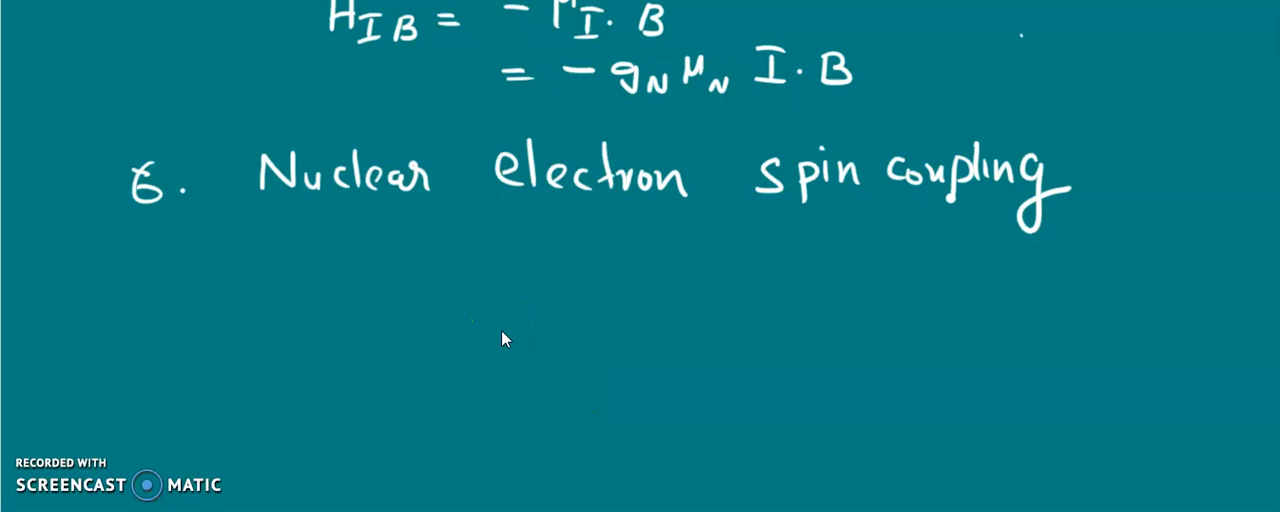 H_IB = - μ_I · B
= - g_N μ_N I · B
6. Nuclear electron spin coupling
RECORDED WITH
SCREENCAST MATIC